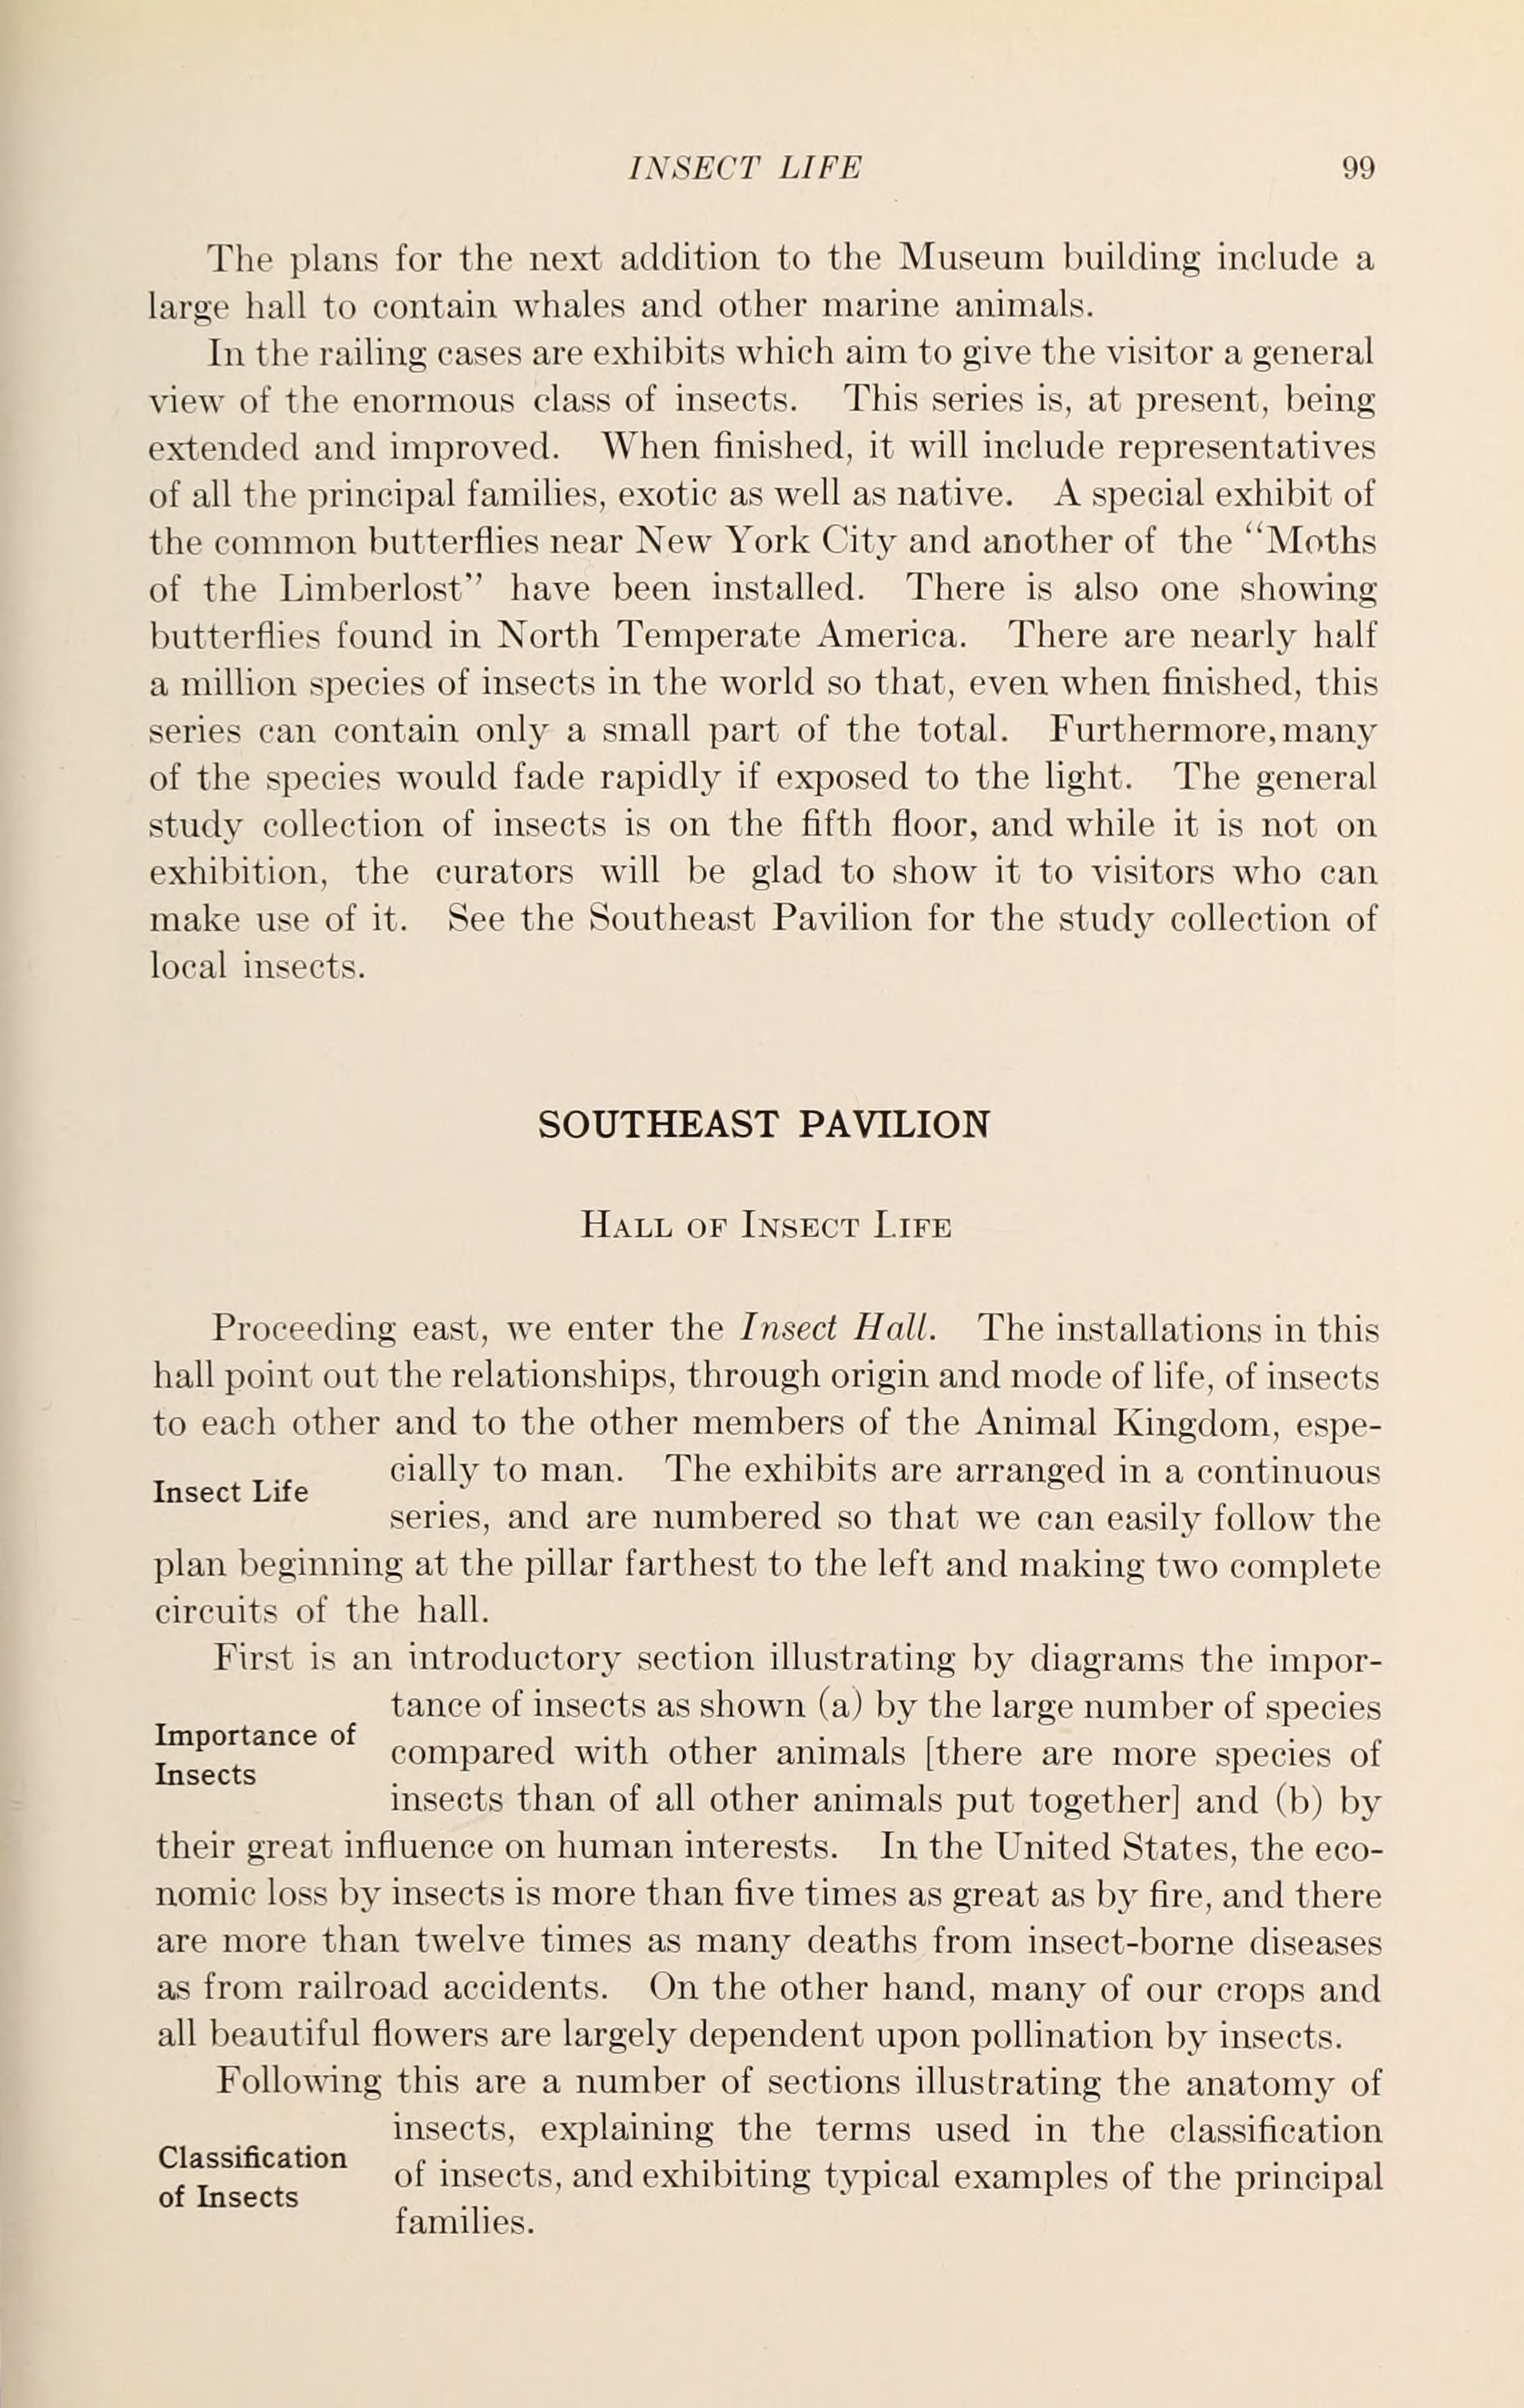 INSECT LIFE 99
The plans for the next addition to the Museum building include a
large hall to contain whales and other marine animals.
In the railing cases are exhibits which aim to give the visitor a general
view of the enormous class of insects. This series is, at present, being
extended and improved. When finished, it will include representatives
of all the principal families, exotic as well as native. A special exhibit of
the common butterflies near New York City and another of the "Moths
of the Limberlost" have been installed. There is also one showing
butterflies found in North Temperate America. There are nearly half
a million species of insects in the world so that, even when finished, this
series can contain only a small part of the total. Furthermore, many
of the species would fade rapidly if exposed to the light. The general
study collection of insects is on the fifth floor, and while it is not on
exhibition, the curators will be glad to show it to visitors who can
make use of it. See the Southeast Pavilion for the study collection of
local insects.
SOUTHEAST PAVILION
HALL OF INSECT LIFE
Proceeding east, we enter the Insect Hall. The installations in this
hall point out the relationships, through origin and mode of life, of insects
to each other and to the other members of the Animal Kingdom, espe-
Insect Life
cially to man. The exhibits are arranged in a continuous
series, and are numbered so that we can easily follow the
plan beginning at the pillar farthest to the left and making two complete
circuits of the hall.
First is an introductory section illustrating by diagrams the impor-
Importance of
Insects
tance of insects as shown (a) by the large number of species
compared with other animals [there are more species of
insects than of all other animals put together] and (b) by
their great influence on human interests. In the United States, the eco-
nomic loss by insects is more than five times as great as by fire, and there
are more than twelve times as many deaths from insect-borne diseases
as from railroad accidents. On the other hand, many of our crops and
all beautiful flowers are largely dependent upon pollination by insects.
Following this are a number of sections illustrating the anatomy of
Classification
of Insects
insects, explaining the terms used in the classification
of insects, and exhibiting typical examples of the principal
families.